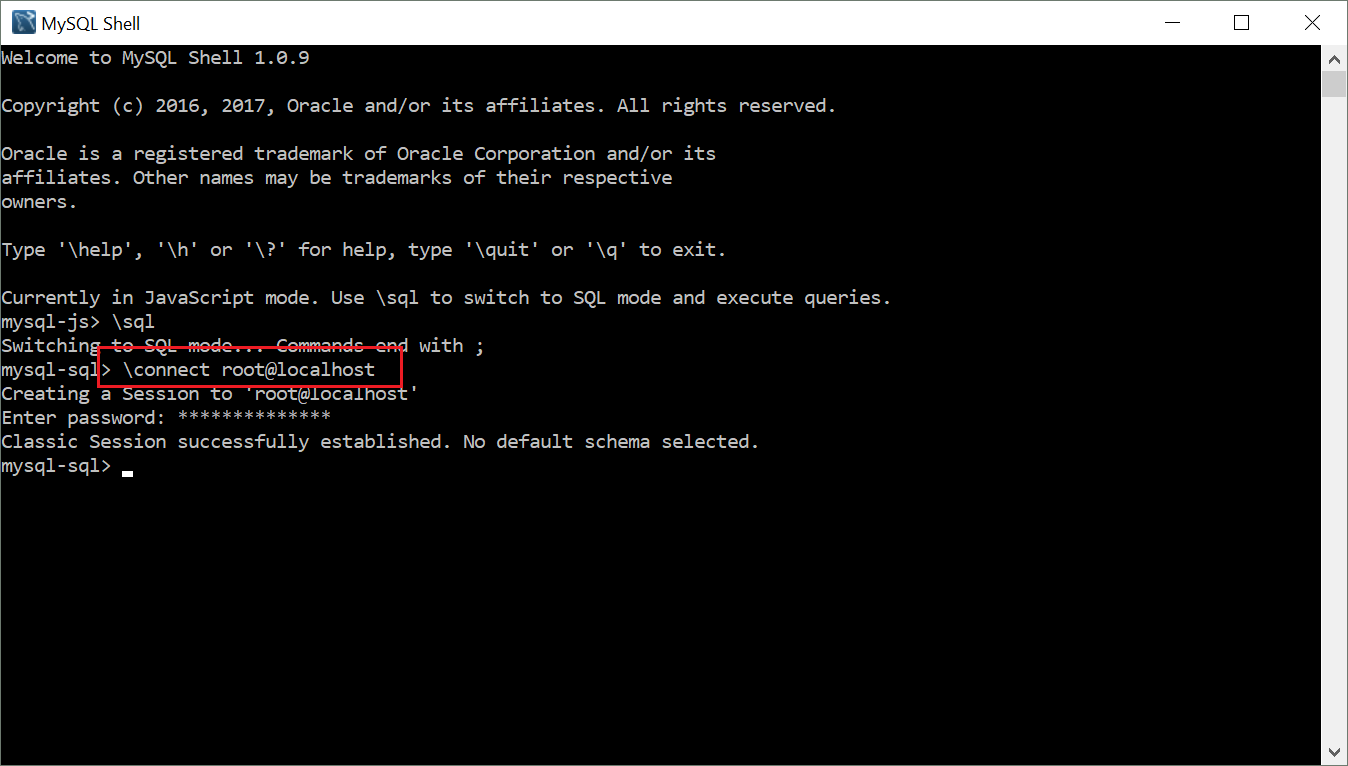 MySQL Shell
Welcome to MySQL Shell 1.0.9
Copyright (c) 2016, 2017, Oracle and/or its affiliates. All rights reserved.
Oracle is a registered trademark of Oracle Corporation and/or its
affiliates. Other names may be trademarks of their respective
owners.
Type '\help', '\h' or '\?' for help, type '\quit' or '\q' to exit.
Currently in JavaScript mode. Use \sql to switch to SQL mode and execute queries.
mysql-js> \sql
Switching to SQL mode... Commands end with ;
mysql-sql> \connect root@localhost
Creating a Session to 'root@localhost'
Enter password: **************
Classic Session successfully established. No default schema selected.
mysql-sql>